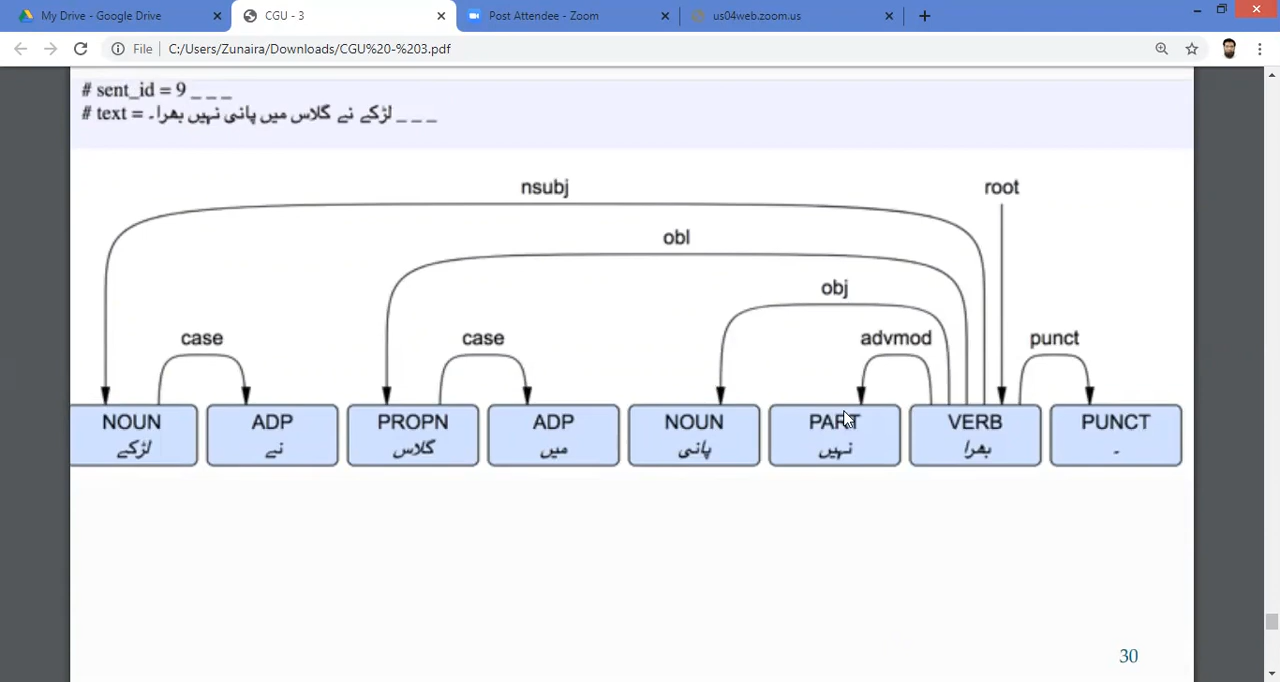 My Drive - Google Drive
CGU - 3
Post Attendee - Zoom
us04web.zoom.us
File
C:/Users/Zunaira/Downloads/CGU%20-%203.pdf
# sent_id = 9 _ _ _
# text = لڑکے نے گلاس میں پانی نہیں بھرا۔ _ _ _
nsubj root
obl
obj
case case advmod punct
NOUN ADP PROPN ADP NOUN PART VERB PUNCT
لڑکے نے گلاس میں پانی نہیں بھرا ۔
30